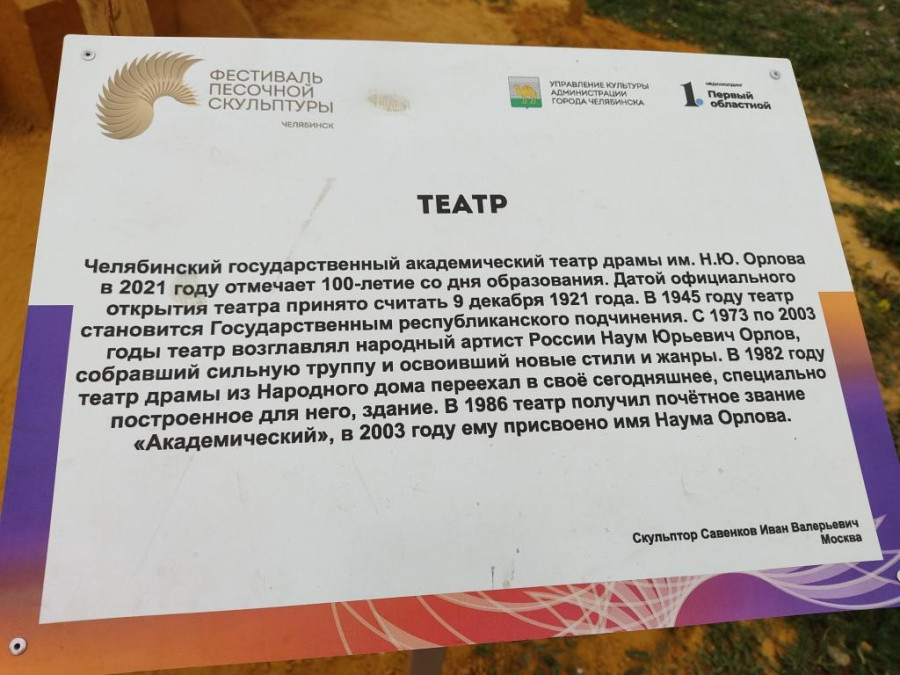 ФЕСТИВАЛЬ
ПЕСОЧНОЙ
СКУЛЬПТУРЫ
ЧЕЛЯБИНСК
УПРАВЛЕНИЕ КУЛЬТУРЫ
АДМИНИСТРАЦИИ
ГОРОДА ЧЕЛЯБИНСКА
1.
МЕДИАХОЛДИНГ
Первый
областной
ТЕАТР
Челябинский государственный академический театр драмы им. Н.Ю. Орлова
в 2021 году отмечает 100-летие со дня образования. Датой официального
открытия театра принято считать 9 декабря 1921 года. В 1945 году театр
становится Государственным республиканского подчинения. С 1973 по 2003
годы театр возглавлял народный артист России Наум Юрьевич Орлов,
собравший сильную труппу и освоивший новые стили и жанры. В 1982 году
театр драмы из Народного дома переехал в своё сегодняшнее, специально
построенное для него, здание. В 1986 театр получил почётное звание
«Академический», в 2003 году ему присвоено имя Наума Орлова.
Скульптор Савенков Иван Валерьевич
Москва